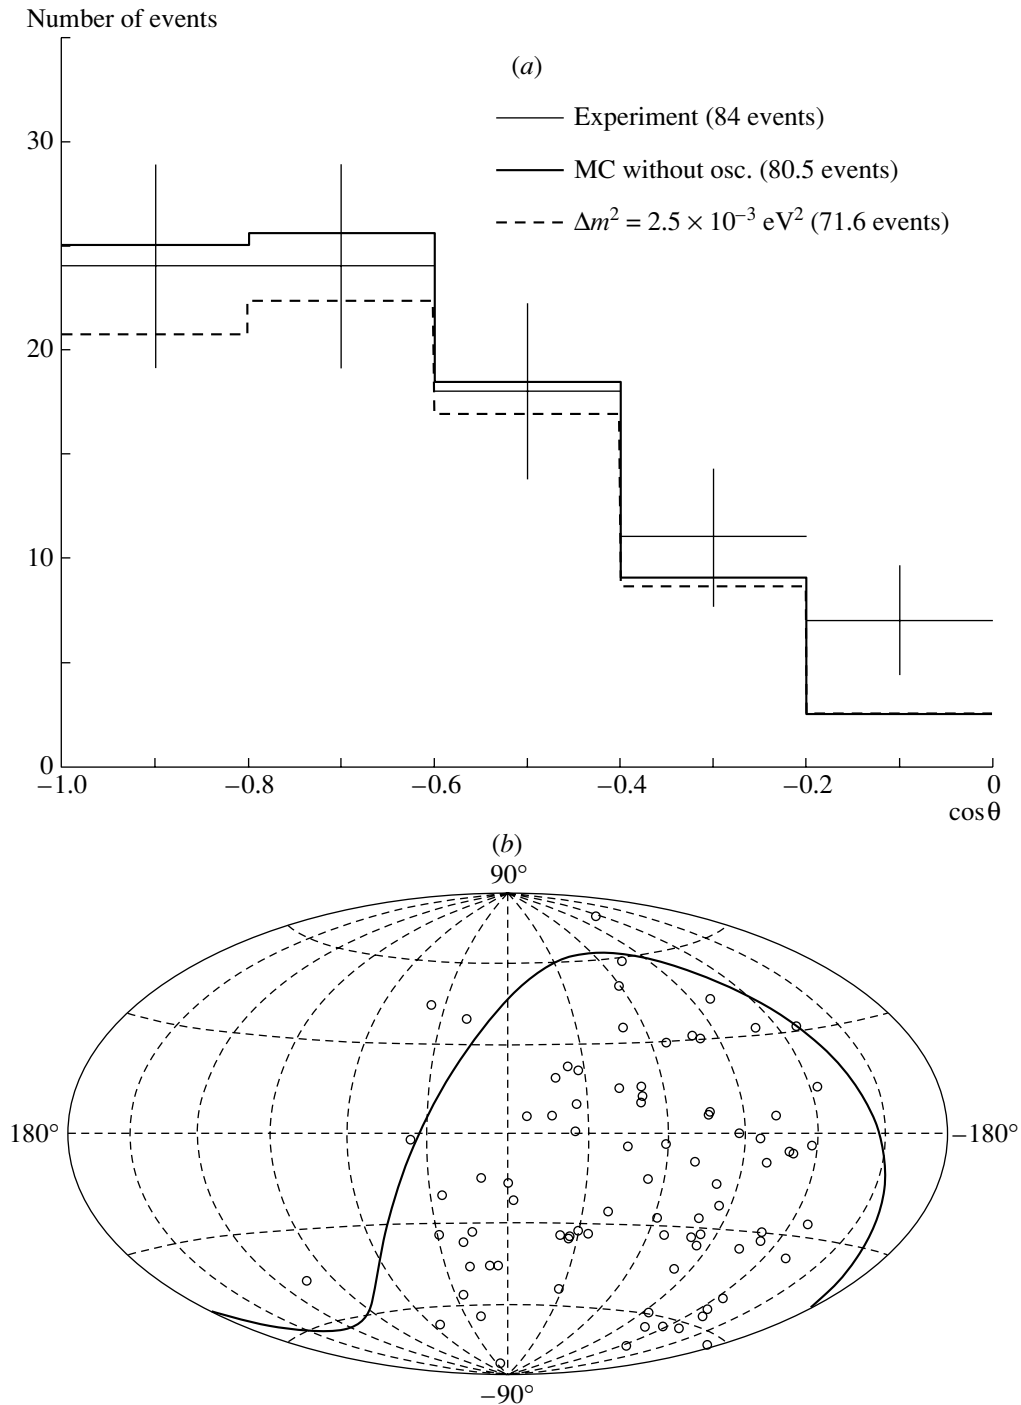 Number of events
(a)
Experiment (84 events)
MC without osc. (80.5 events)
Δm² = 2.5 × 10⁻³ eV² (71.6 events)
30
20
10
0
–1.0 –0.8 –0.6 –0.4 –0.2 0
cosθ
(b)
90°
180° –180°
–90°